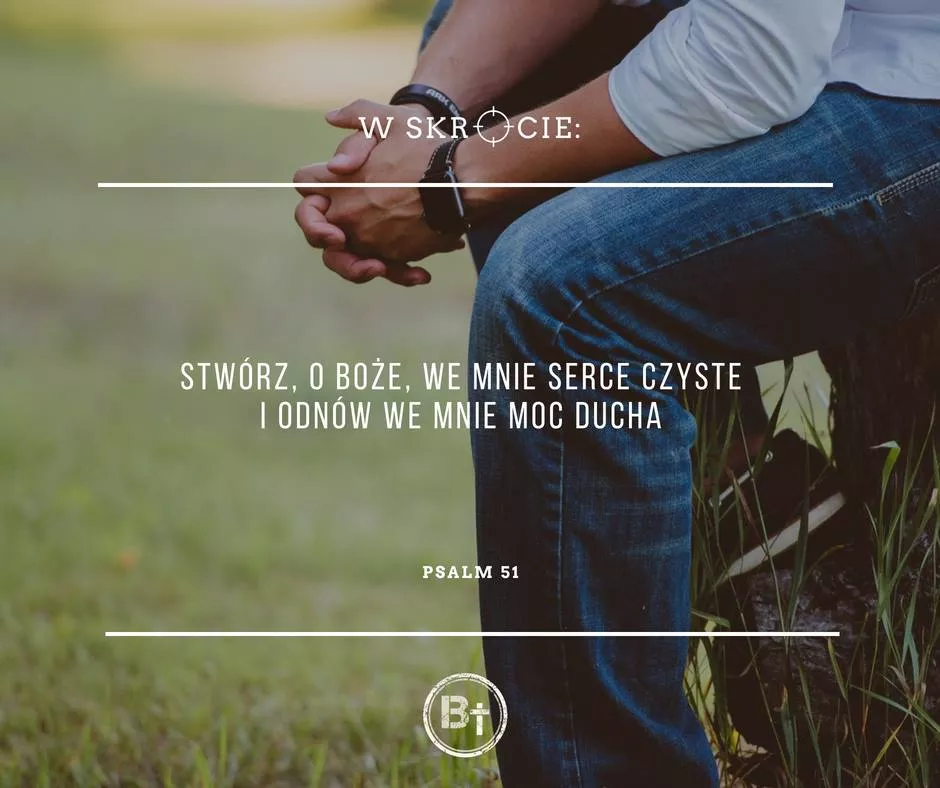 W SKRÓCIE:
STWÓRZ, O BOŻE, WE MNIE SERCE CZYSTE
I ODNÓW WE MNIE MOC DUCHA
PSALM 51
B†